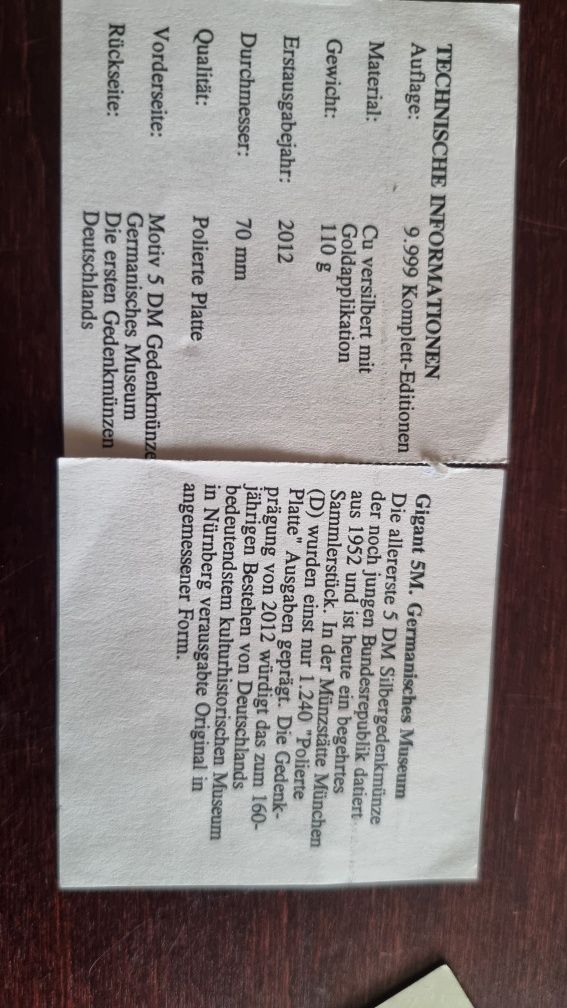 TECHNISCHE INFORMATIONEN
Auflage: 9.999 Komplett-Editionen
Material: Cu versilbert mit
Goldapplikation
Gewicht: 110 g
Erstausgabejahr: 2012
Durchmesser: 70 mm
Qualität: Polierte Platte
Vorderseite: Motiv 5 DM Gedenkmünze
Germanisches Museum
Rückseite: Die ersten Gedenkmünzen
Deutschlands
Gigant 5M. Germanisches Museum
Die allererste 5 DM Silbergedenkmünze
der noch jungen Bundesrepublik datiert
aus 1952 und ist heute ein begehrtes
Sammlerstück. In der Münzstätte München
(D) wurden einst nur 1.240 "Polierte
Platte" Ausgaben geprägt. Die Gedenk-
prägung von 2012 würdigt das zum 160-
jährigen Bestehen von Deutschlands
bedeutendstem kulturhistorischen Museum
in Nürnberg verausgabte Original in
angemessener Form.